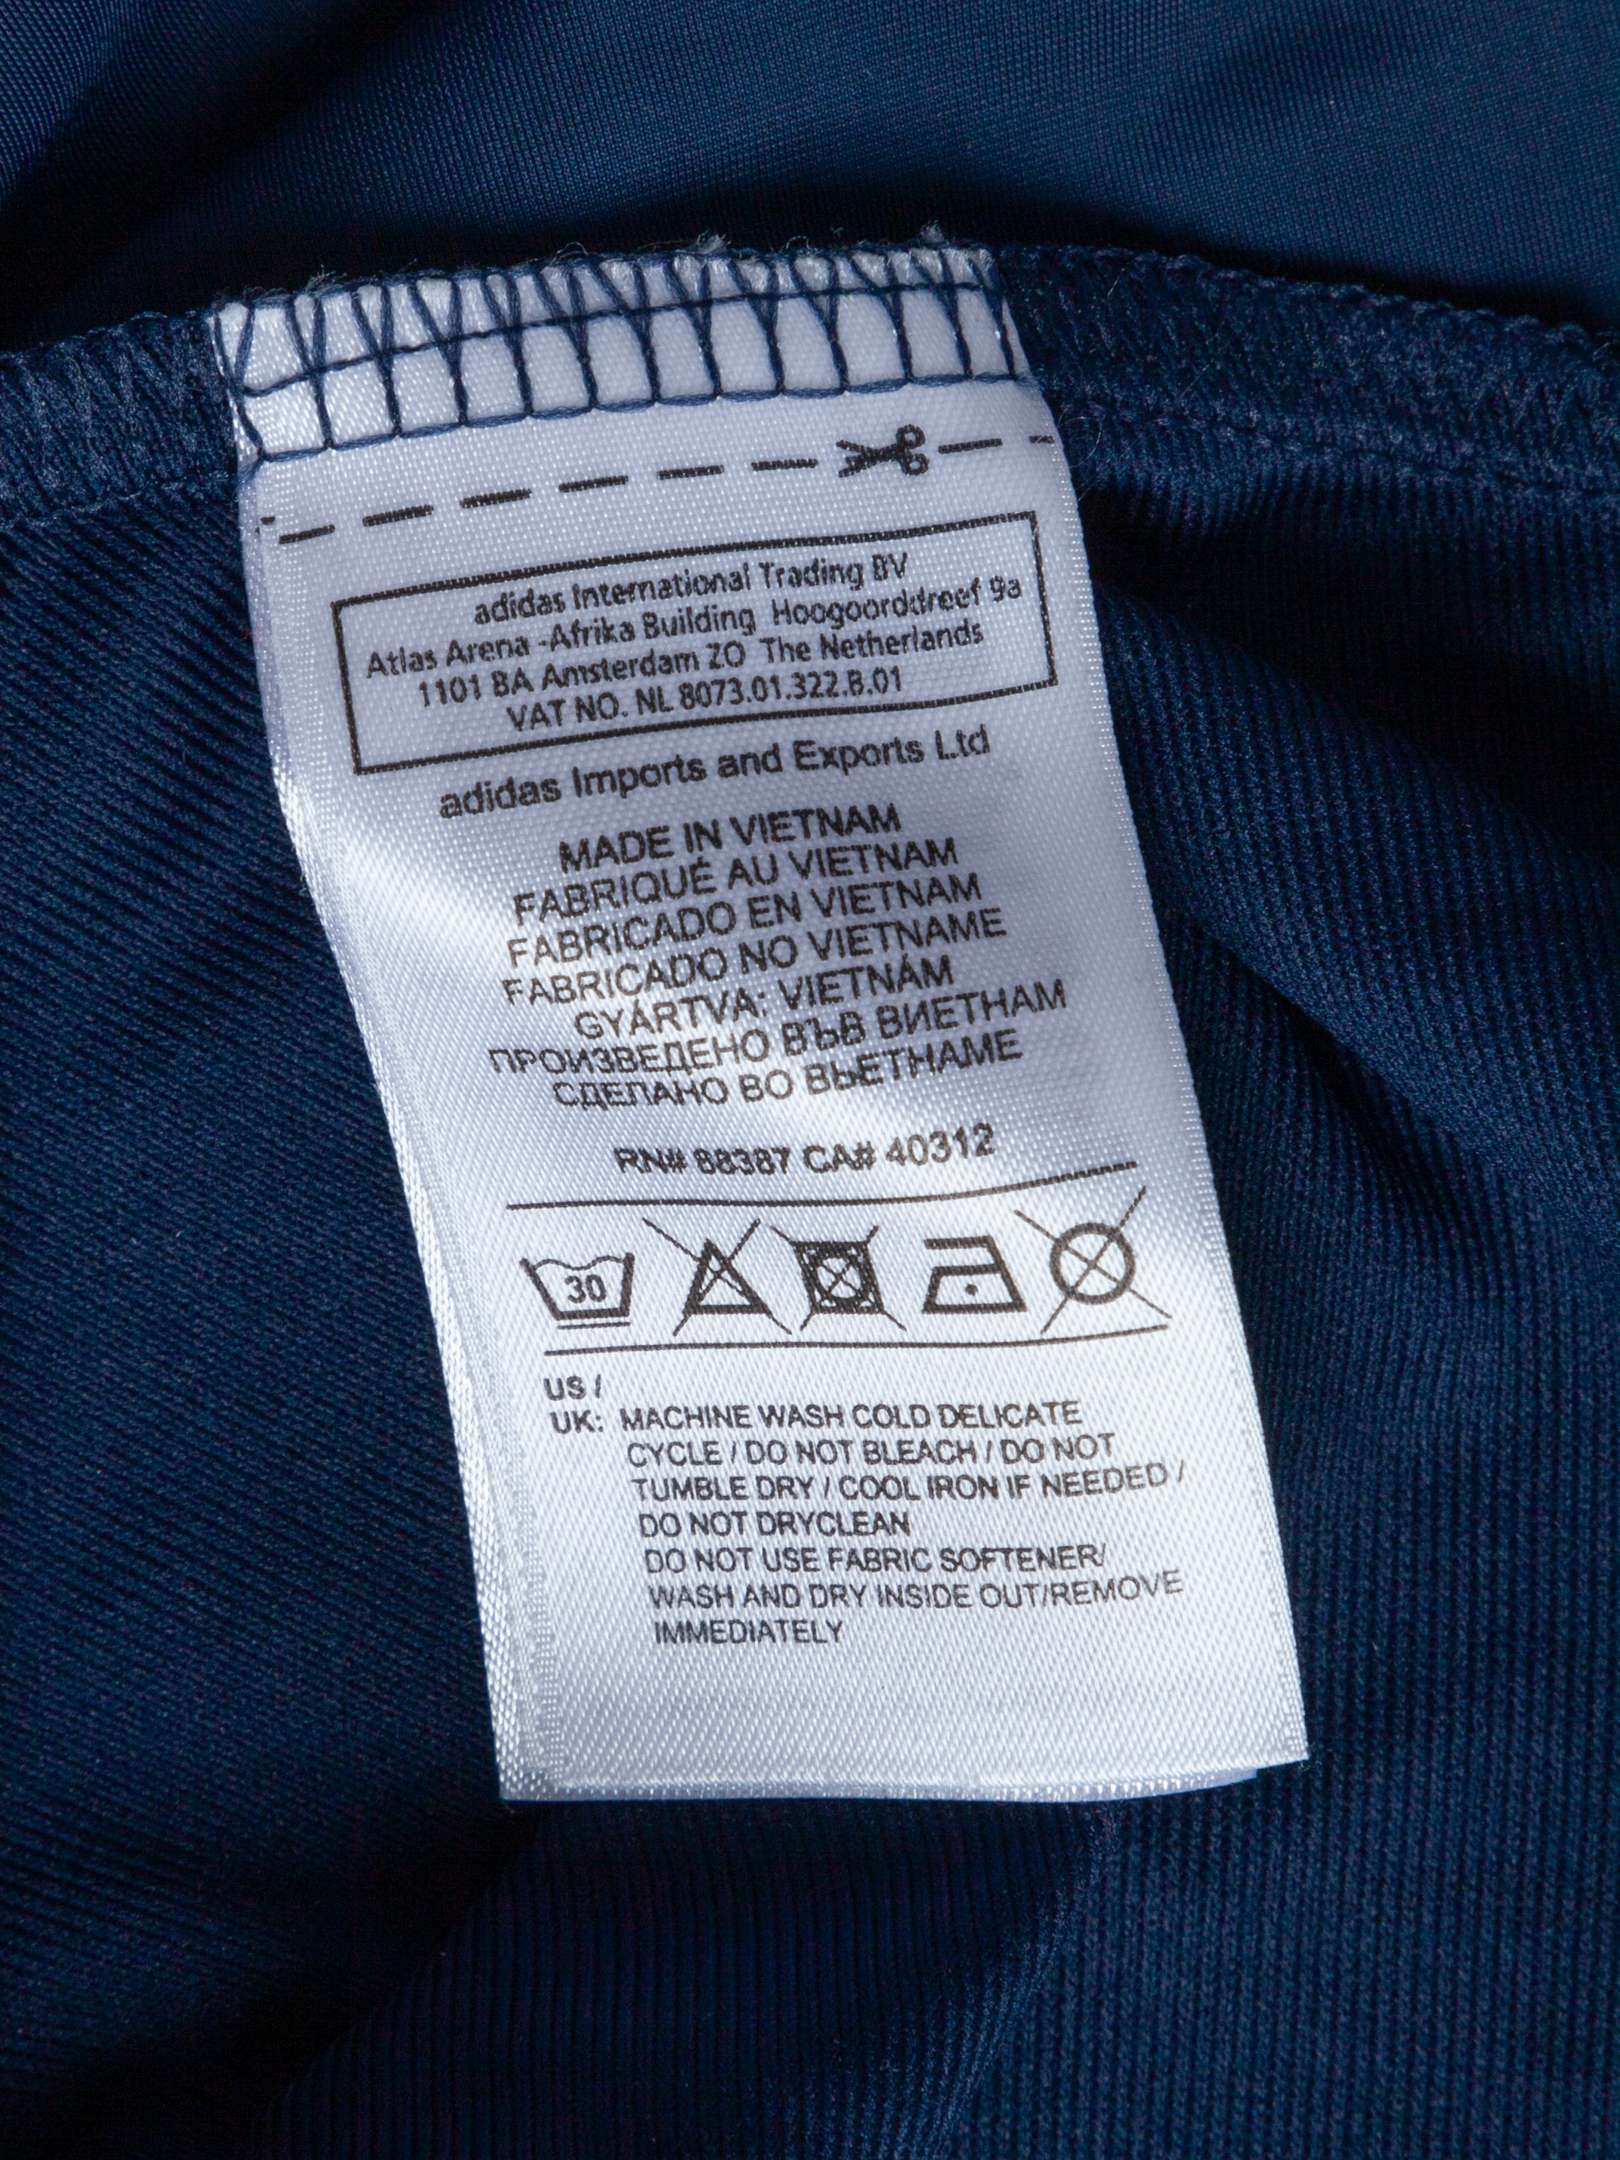 adidas International Trading BV
Atlas Arena -Afrika Building Hoogoorddreef 9a
1101 BA Amsterdam ZO The Netherlands
VAT NO. NL 8073.01.322.B.01
adidas Imports and Exports Ltd
MADE IN VIETNAM
FABRIQUÉ AU VIETNAM
FABRICADO EN VIETNAM
FABRICADO NO VIETNAME
GYÁRTVA: VIETNÁM
ПРОИЗВЕДЕНО ВЪВ ВИЕТНАМ
СДЕЛАНО ВО ВЬЕТНАМЕ
RN# 88387 CA# 40312
30
US /
UK: MACHINE WASH COLD DELICATE
CYCLE / DO NOT BLEACH / DO NOT
TUMBLE DRY / COOL IRON IF NEEDED /
DO NOT DRYCLEAN
DO NOT USE FABRIC SOFTENER/
WASH AND DRY INSIDE OUT/REMOVE
IMMEDIATELY